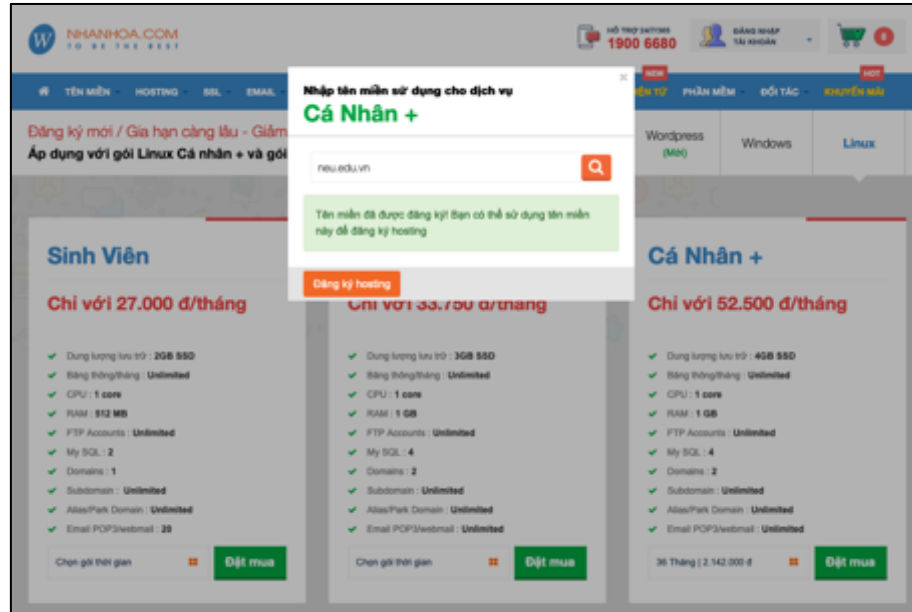 NHANHOA.COM
TO BE THE BEST
HỖ TRỢ 24/7/365
1900 6680
ĐĂNG NHẬP
TÀI KHOẢN
0
TÊN MIỀN
HOSTING
SSL
EMAIL
NEW
PHẦN MỀM
ĐỐI TÁC
HOT
KHUYẾN MÃI
Đăng ký mới / Gia hạn càng lâu - Giảm
Áp dụng với gói Linux Cá nhân + và gói
Wordpress
(Mới)
Windows
Linux
×
Nhập tên miền sử dụng cho dịch vụ
Cá Nhân +
neu.edu.vn
Tên miền đã được đăng ký! Bạn có thể sử dụng tên miền
này để đăng ký hosting
Đăng ký hosting
Sinh Viên
Chỉ với 27.000 đ/tháng
Dung lượng lưu trữ : 2GB SSD
Băng thông/tháng : Unlimited
CPU : 1 core
RAM : 512 MB
FTP Accounts : Unlimited
My SQL : 2
Domains : 1
Subdomain : Unlimited
Alias/Park Domain : Unlimited
Email POP3/webmail : 20
Chọn gói thời gian
Đặt mua
Chỉ với 33.750 đ/tháng
Dung lượng lưu trữ : 3GB SSD
Băng thông/tháng : Unlimited
CPU : 1 core
RAM : 1 GB
FTP Accounts : Unlimited
My SQL : 4
Domains : 2
Subdomain : Unlimited
Alias/Park Domain : Unlimited
Email POP3/webmail : Unlimited
Chọn gói thời gian
Đặt mua
Cá Nhân +
Chỉ với 52.500 đ/tháng
Dung lượng lưu trữ : 4GB SSD
Băng thông/tháng : Unlimited
CPU : 1 core
RAM : 1 GB
FTP Accounts : Unlimited
My SQL : 4
Domains : 2
Subdomain : Unlimited
Alias/Park Domain : Unlimited
Email POP3/webmail : Unlimited
36 Tháng | 2.142.000 đ
Đặt mua